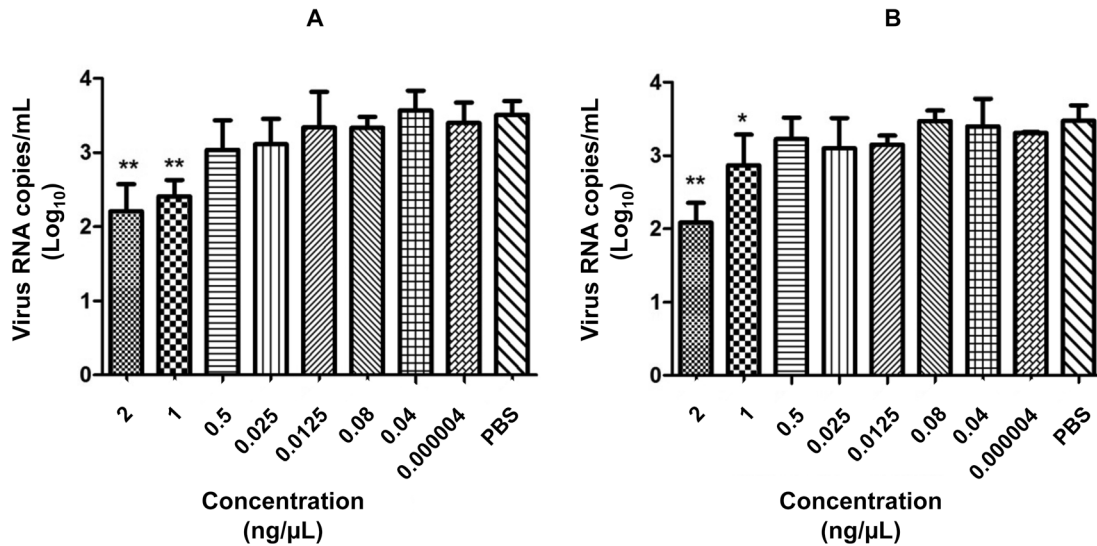 A
Virus RNA copies/mL
(Log₁₀)
4
3
2
1
0
**
**
2
1
0.5
0.025
0.0125
0.08
0.04
0.000004
PBS
Concentration
(ng/µL)
B
Virus RNA copies/mL
(Log₁₀)
4
3
2
1
0
**
*
2
1
0.5
0.025
0.0125
0.08
0.04
0.000004
PBS
Concentration
(ng/µL)